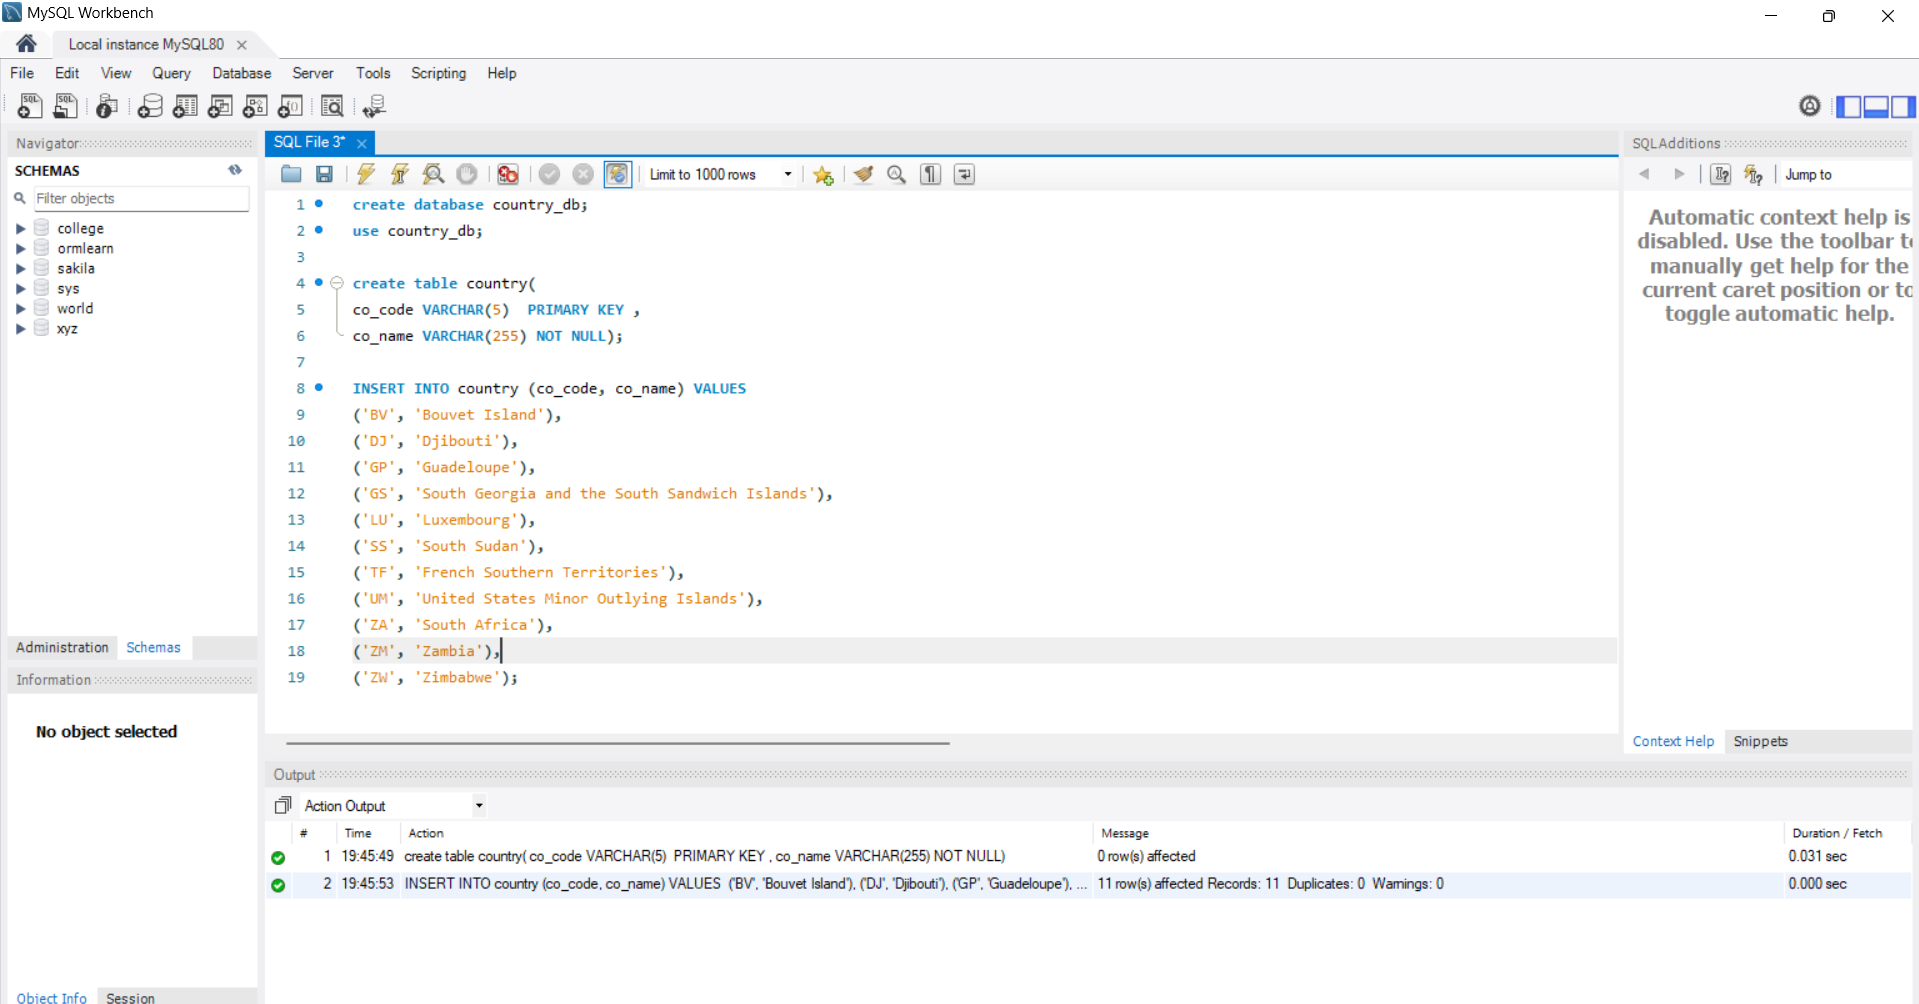 MySQL Workbench
Local instance MySQL80
File Edit View Query Database Server Tools Scripting Help
Navigator
SCHEMAS
Filter objects
college
ormlearn
sakila
sys
world
xyz
Administration Schemas
Information
No object selected
Object Info Session
SQL File 3*
Limit to 1000 rows
1 create database country_db;
2 use country_db;
3
4 create table country(
5 co_code VARCHAR(5)  PRIMARY KEY ,
6 co_name VARCHAR(255) NOT NULL);
7
8 INSERT INTO country (co_code, co_name) VALUES
9 ('BV', 'Bouvet Island'),
10 ('DJ', 'Djibouti'),
11 ('GP', 'Guadeloupe'),
12 ('GS', 'South Georgia and the South Sandwich Islands'),
13 ('LU', 'Luxembourg'),
14 ('SS', 'South Sudan'),
15 ('TF', 'French Southern Territories'),
16 ('UM', 'United States Minor Outlying Islands'),
17 ('ZA', 'South Africa'),
18 ('ZM', 'Zambia'),
19 ('ZW', 'Zimbabwe');
SQLAdditions
Jump to
Automatic context help is
disabled. Use the toolbar to
manually get help for the
current caret position or to
toggle automatic help.
Context Help Snippets
Output
Action Output
# Time Action Message Duration / Fetch
1 19:45:49 create table country( co_code VARCHAR(5)  PRIMARY KEY , co_name VARCHAR(255) NOT NULL) 0 row(s) affected 0.031 sec
2 19:45:53 INSERT INTO country (co_code, co_name) VALUES  ('BV', 'Bouvet Island'), ('DJ', 'Djibouti'), ('GP', 'Guadeloupe'), ... 11 row(s) affected Records: 11  Duplicates: 0  Warnings: 0 0.000 sec